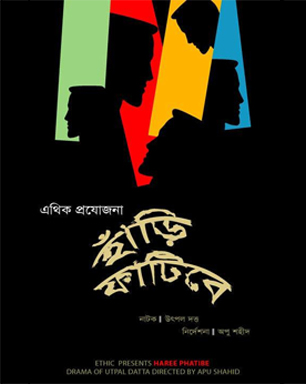 এথিক প্রযোজনা
হাঁড়ি
ফাটিবে
নাটক। উৎপল দত্ত
নির্দেশনা। অপু শহীদ
ETHIC PRESENTS HAREE PHATIBE
DRAMA OF UTPAL DATTA DIRECTED BY APU SHAHID